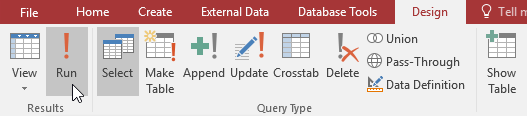 File Home Create External Data Database Tools Design Tell m
View Run Select Make Table Append Update Crosstab Delete Union Pass-Through Data Definition Show Table
Results Query Type